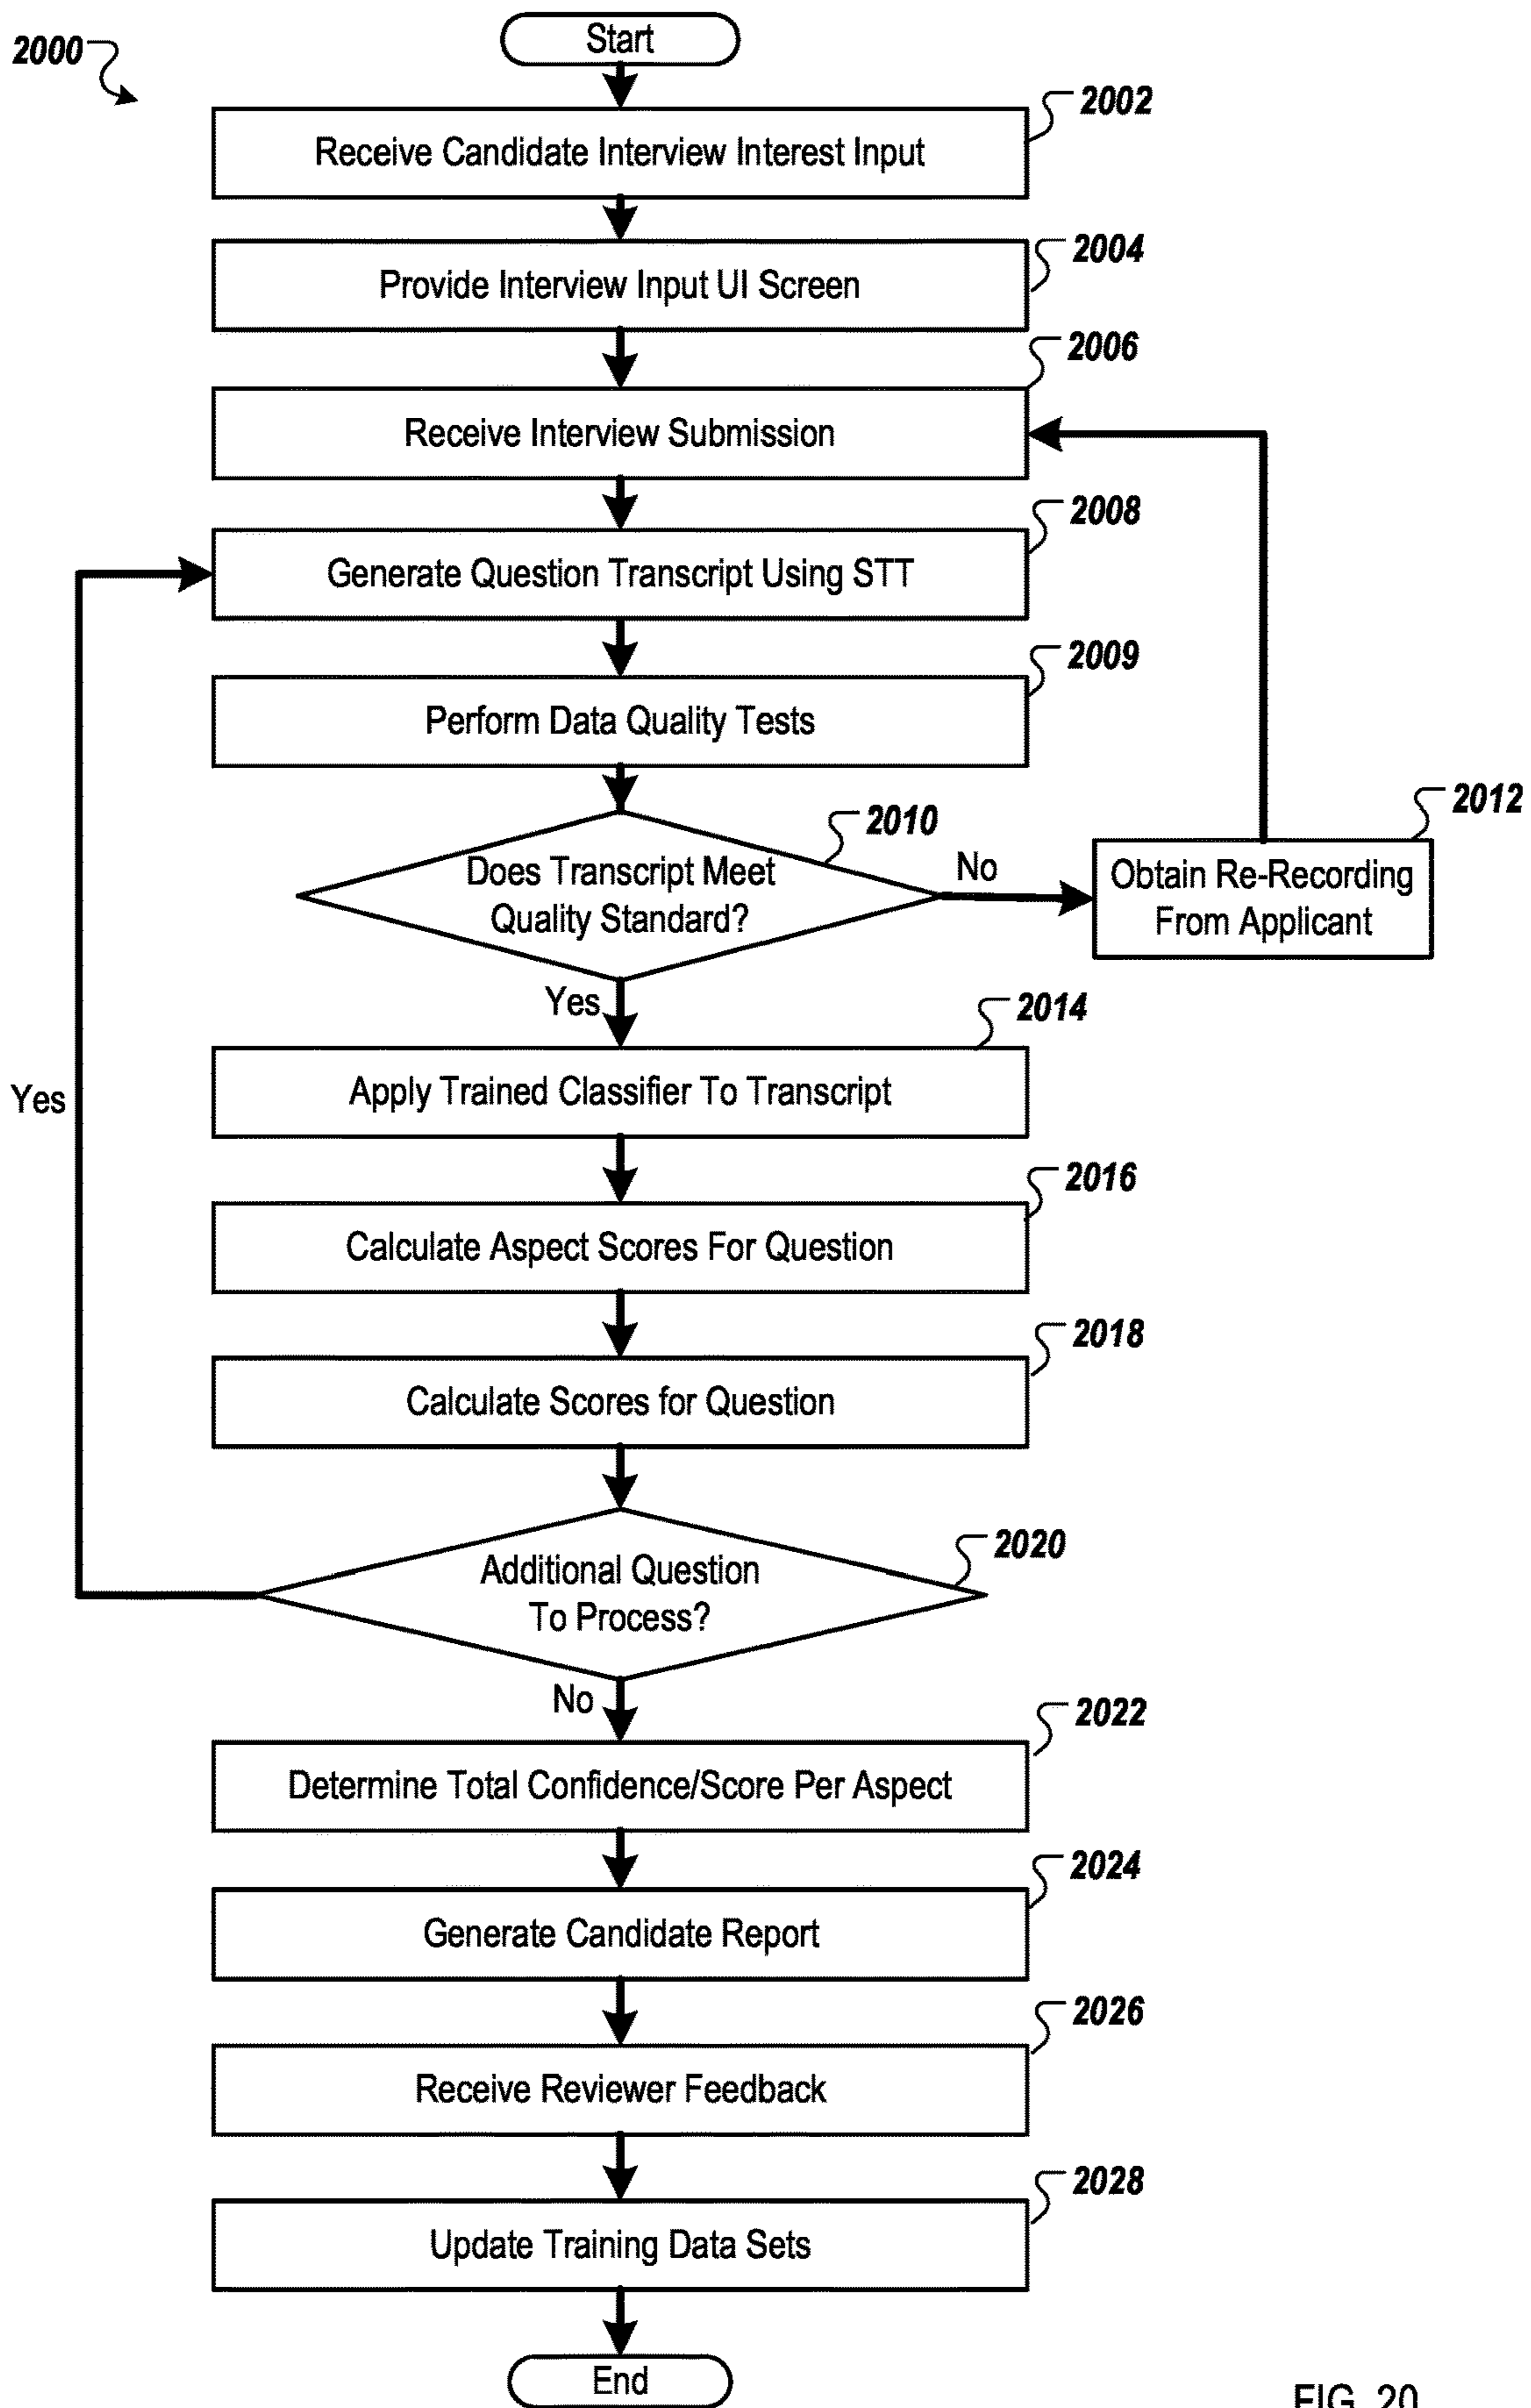 2000
Start
2002
Receive Candidate Interview Interest Input
2004
Provide Interview Input UI Screen
2006
Receive Interview Submission
2008
Generate Question Transcript Using STT
2009
Perform Data Quality Tests
2010
Does Transcript Meet
Quality Standard?
No
2012
Obtain Re-Recording
From Applicant
Yes
2014
Apply Trained Classifier To Transcript
Yes
2016
Calculate Aspect Scores For Question
2018
Calculate Scores for Question
2020
Additional Question
To Process?
No
2022
Determine Total Confidence/Score Per Aspect
2024
Generate Candidate Report
2026
Receive Reviewer Feedback
2028
Update Training Data Sets
End
FIG. 20